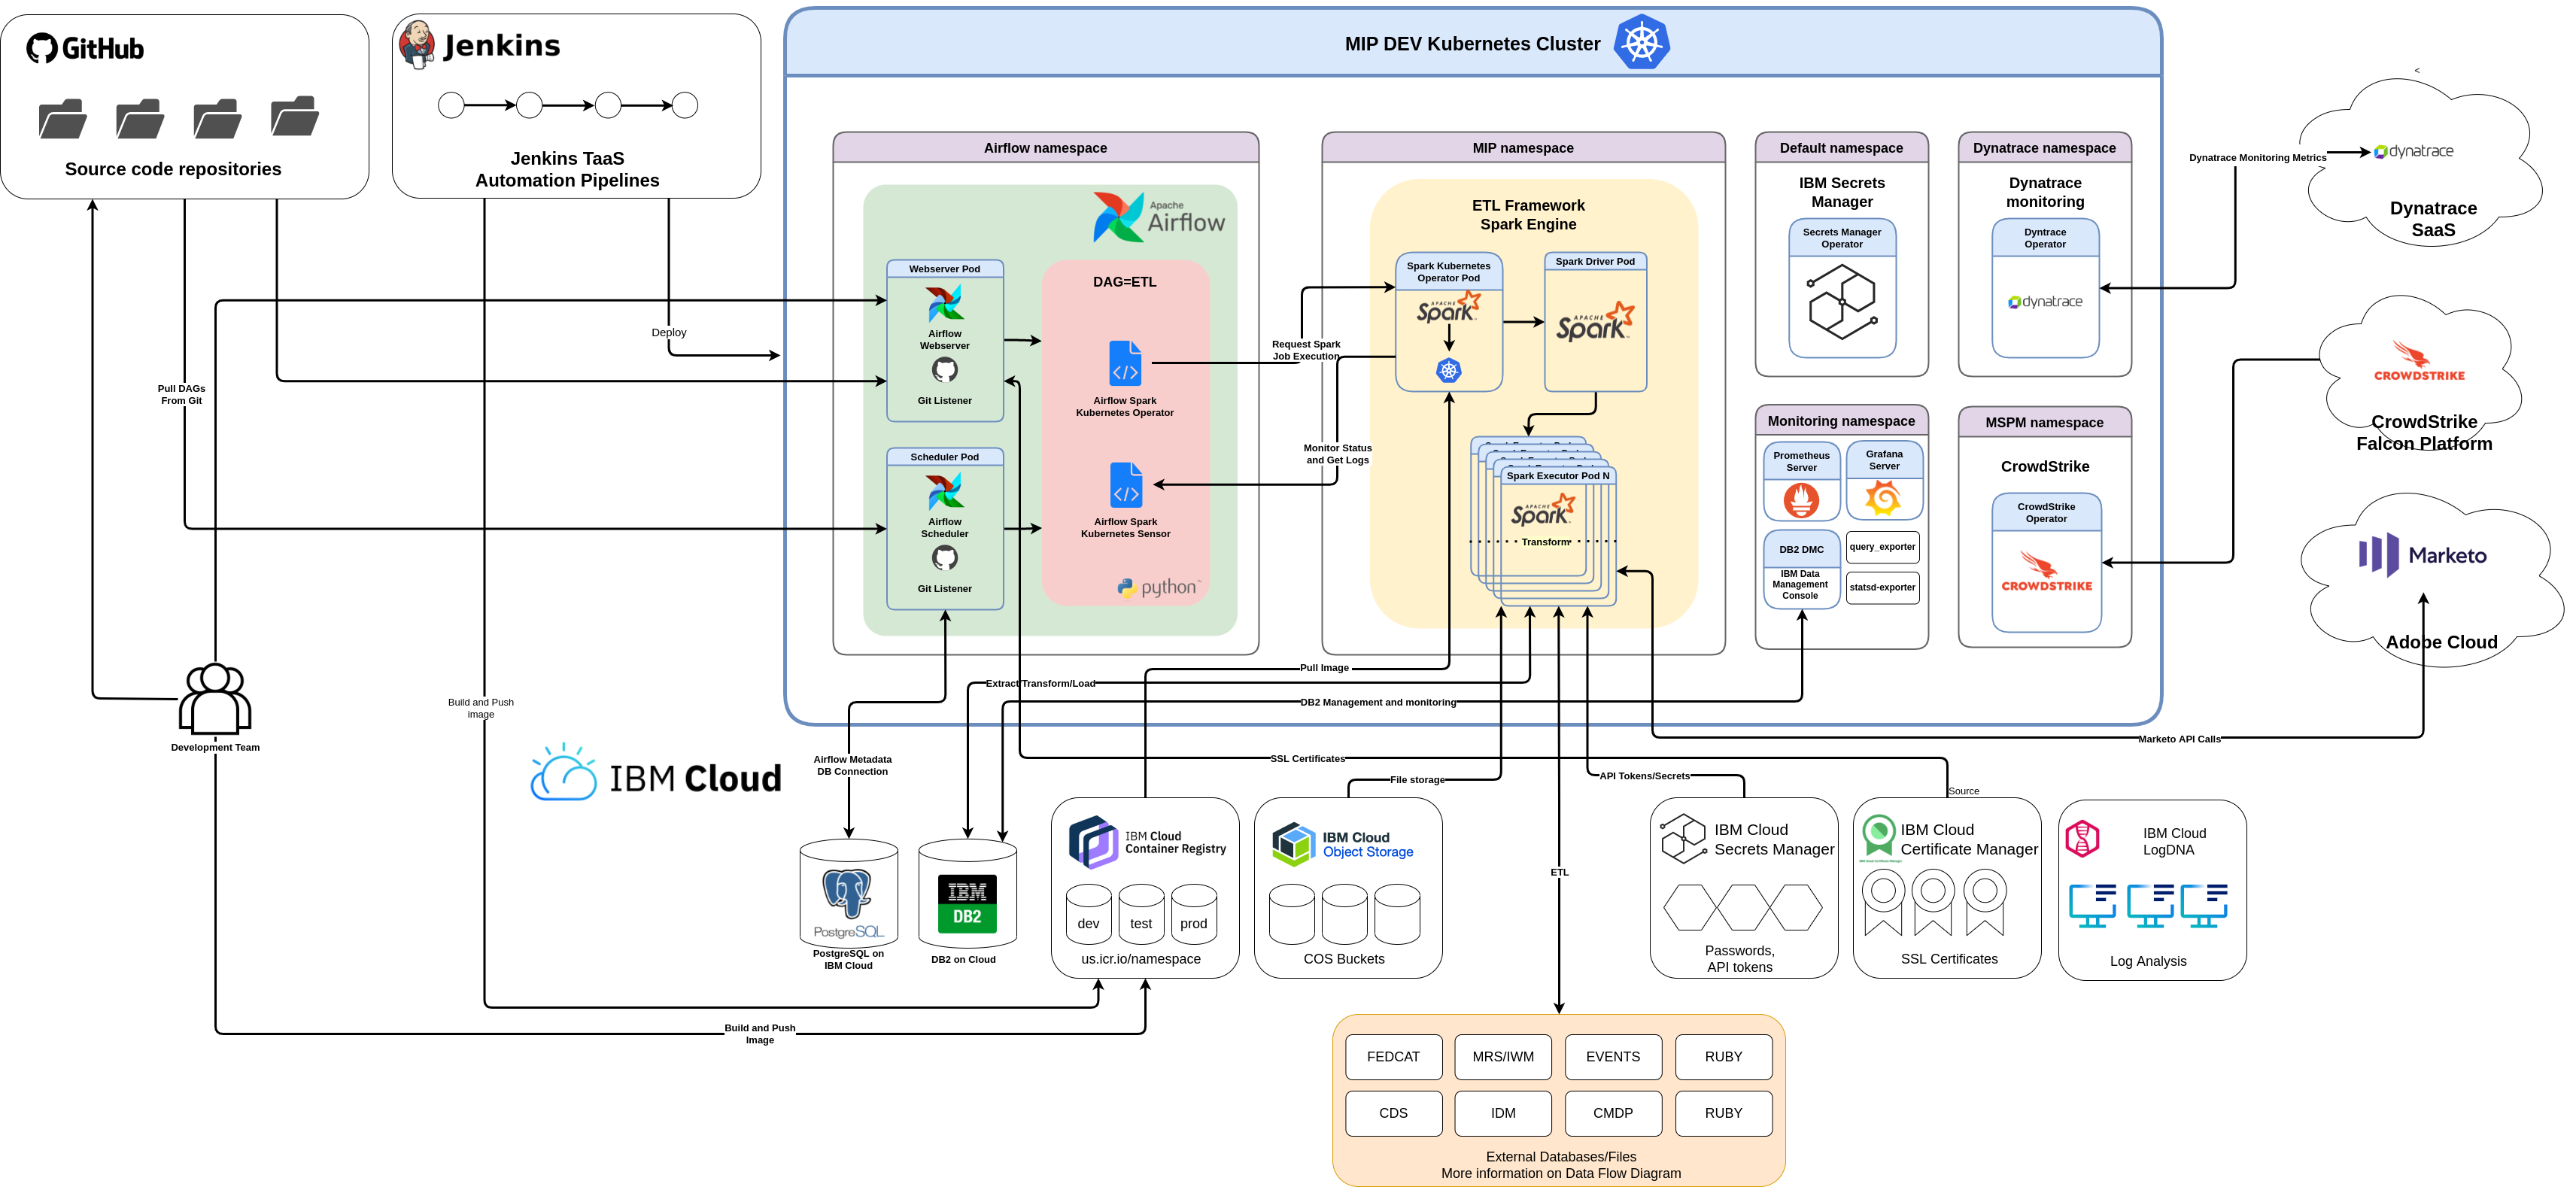 GitHub
Source code repositories
Jenkins
Jenkins TaaS
Automation Pipelines
MIP DEV Kubernetes Cluster
Airflow namespace
Apache
Airflow
Webserver Pod
Airflow
Webserver
Git Listener
Scheduler Pod
Airflow
Scheduler
Git Listener
DAG=ETL
Airflow Spark
Kubernetes Operator
Airflow Spark
Kubernetes Sensor
python
MIP namespace
ETL Framework
Spark Engine
Spark Kubernetes
Operator Pod
APACHE
Spark
Spark Driver Pod
APACHE
Spark
Spark Executor Pod N
APACHE
Spark
Transform
Default namespace
IBM Secrets
Manager
Secrets Manager
Operator
Dynatrace namespace
Dynatrace
monitoring
Dyntrace
Operator
dynatrace
Monitoring namespace
Prometheus
Server
Grafana
Server
DB2 DMC
IBM Data
Management
Console
query_exporter
statsd-exporter
MSPM namespace
CrowdStrike
CrowdStrike
Operator
CROWDSTRIKE
<
Dynatrace Monitoring Metrics
dynatrace
Dynatrace
SaaS
CROWDSTRIKE
CrowdStrike
Falcon Platform
Marketo
Adobe Cloud
Deploy
Pull DAGs
From Git
Request Spark
Job Execution
Monitor Status
and Get Logs
Build and Push
image
Development Team
Pull Image
Extract/Transform/Load
DB2 Management and monitoring
Marketo API Calls
Airflow Metadata
DB Connection
SSL Certificates
File storage
API Tokens/Secrets
Source
IBM Cloud
PostgreSQL
PostgreSQL on
IBM Cloud
IBM
DB2
DB2 on Cloud
IBM Cloud
Container Registry
dev
test
prod
us.icr.io/namespace
IBM Cloud
Object Storage
COS Buckets
ETL
IBM Cloud
Secrets Manager
Passwords,
API tokens
IBM Cloud
Certificate Manager
SSL Certificates
IBM Cloud
LogDNA
Log Analysis
Build and Push
Image
FEDCAT
MRS/IWM
EVENTS
RUBY
CDS
IDM
CMDP
RUBY
External Databases/Files
More information on Data Flow Diagram